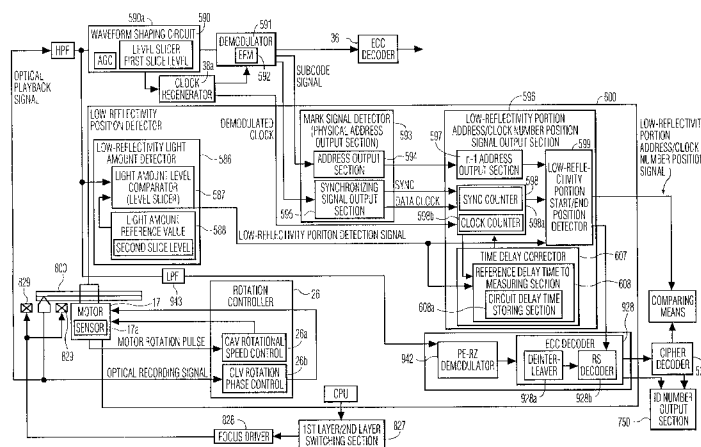 590a
590
WAVEFORM SHAPING CIRCUIT
LEVEL SLICER
FIRST SLICE LEVEL
AGC
HPF
591
DEMODULATOR
EFM
592
38a
CLOCK
REGENERATOR
36
ECC
DECODER
SUBCODE
SIGNAL
OPTICAL
PLAYBACK
SIGNAL
DEMODULATED
CLOCK
LOW REFLECTIVITY
POSITION DETECTOR
LOW-REFLECTIVITY LIGHT
AMOUNT DETECTOR
586
LIGHT AMOUNT LEVEL
COMPARATOR
(LEVEL SLICER)
587
LIGHT AMOUNT
REFERENCE VALUE
588
SECOND SLICE LEVEL
MARK SIGNAL DETECTOR
(PHYSICAL ADDRESS
OUTPUT SECTION)
593
ADDRESS OUTPUT
SECTION
594
SYNCHRONIZING
SIGNAL OUTPUT
SECTION
595
SYNC
DATA CLOCK
596
600
LOW-REFLECTIVITY PORTION
ADDRESS/CLOCK NUMBER POSITION
SIGNAL OUTPUT SECTION
597
599
n-1 ADDRESS
OUTPUT SECTION
598
SYNC COUNTER
598a
598b
CLOCK COUNTER
LOW-REFLE-
CTIVITY
PORTION
START/END
POSITION
DETECTOR
LOW-REFLECTIVITY
PORTION
ADDRESS/CLOCK
NUMBER POSITION
SIGNAL
LOW-REFLECTIVITY PORITON DETECTION SIGNAL
TIME DELAY CORRECTOR
607
REFERENCE DELAY TIME TO
MEASURING SECTION
608
CIRCUIT DELAY TIME
STORING SECTION
608a
829
800
17
MOTOR
SENSOR
17a
829
LPF
943
ROTATION
CONTROLLER
26
CAV ROTATIONAL
SPEED CONTROL
26a
CLV ROTATION
PHASE CONTROL
26b
MOTOR ROTATION PULSE
OPTICAL RECORDING SIGNAL
942
PE-RZ
DEMODULATOR
ECC DECODER
928
DEINTER-
LEAVER
928a
RS
DECODER
928b
COMPARING
MEANS
CIPHER
DECODER
ID NUMBER
OUTPUT
SECTION
750
CPU
828
FOCUS DRIVER
1ST LAYER/2ND LAYER
SWITCHING SECTION
827